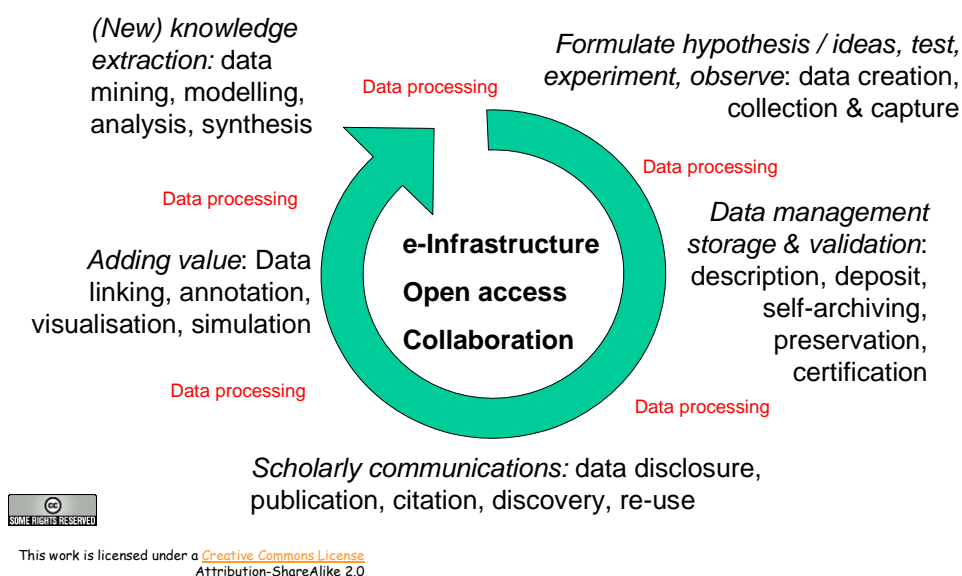 (New) knowledge
extraction: data
mining, modelling,
analysis, synthesis
Data processing
Formulate hypothesis / ideas, test,
experiment, observe: data creation,
collection & capture
Data processing
Data management
storage & validation:
description, deposit,
self-archiving,
preservation,
certification
Data processing
Adding value: Data
linking, annotation,
visualisation, simulation
e-Infrastructure
Open access
Collaboration
Data processing
Data processing
Scholarly communications: data disclosure,
publication, citation, discovery, re-use
cc
SOME RIGHTS RESERVED
This work is licensed under a Creative Commons License
Attribution-ShareAlike 2.0